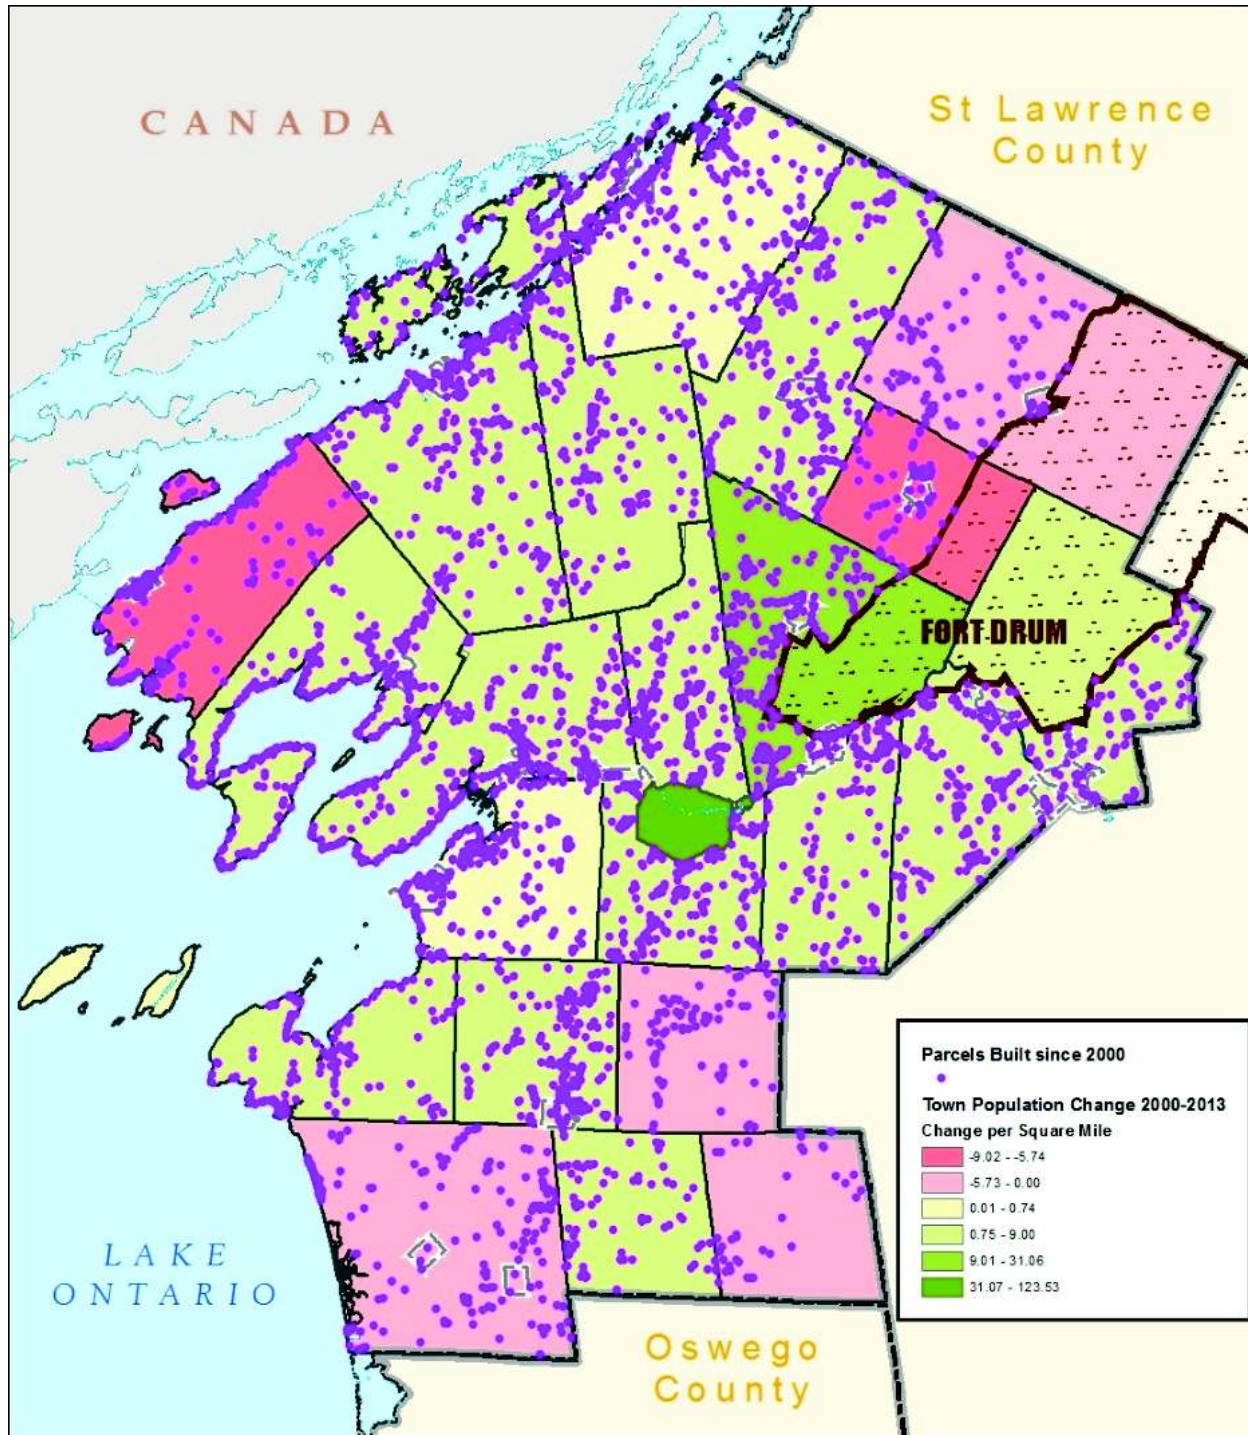 CANADA
St Lawrence
County
FORT DRUM
Parcels Built since 2000
Town Population Change 2000-2013
Change per Square Mile
-9.02 - -5.74
-5.73 - 0.00
0.01 - 0.74
0.75 - 9.00
9.01 - 31.06
31.07 - 123.53
LAKE
ONTARIO
Oswego
County